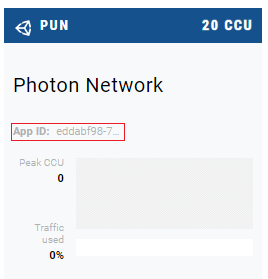 PUN 20 CCU
Photon Network
App ID: eddabf98-7...
Peak CCU
0
Traffic
used
0%